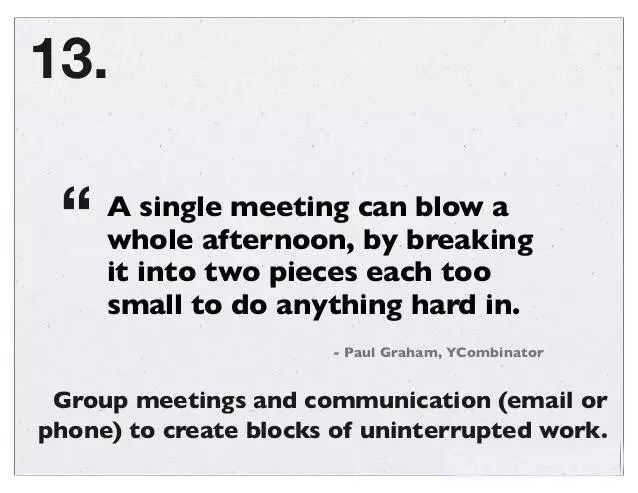 13.
“ A single meeting can blow a
whole afternoon, by breaking
it into two pieces each too
small to do anything hard in.
- Paul Graham, YCombinator
Group meetings and communication (email or
phone) to create blocks of uninterrupted work.